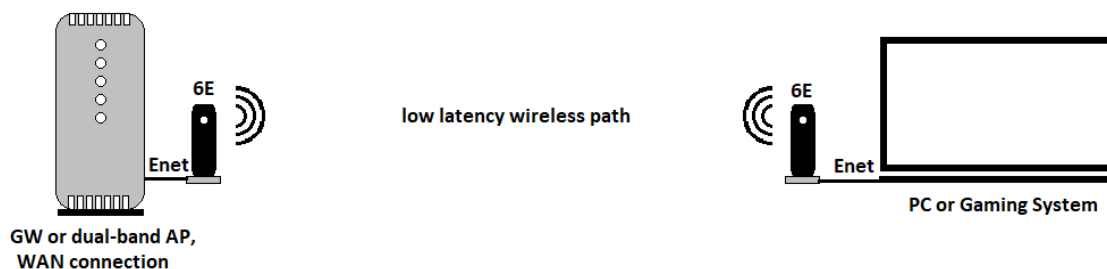 6E
Enet
low latency wireless path
6E
Enet
PC or Gaming System
GW or dual-band AP,
WAN connection